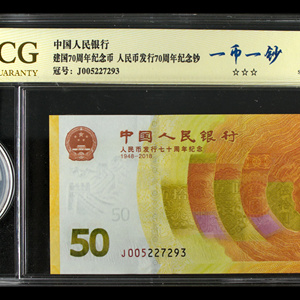 CG
UARANTY
中国人民银行
建国70周年纪念币 人民币发行70周年纪念钞
冠号: J005227293
一币一钞
☆☆☆
中国人民银行
人民币发行七十周年纪念
1948-2018
50
50
J005227293